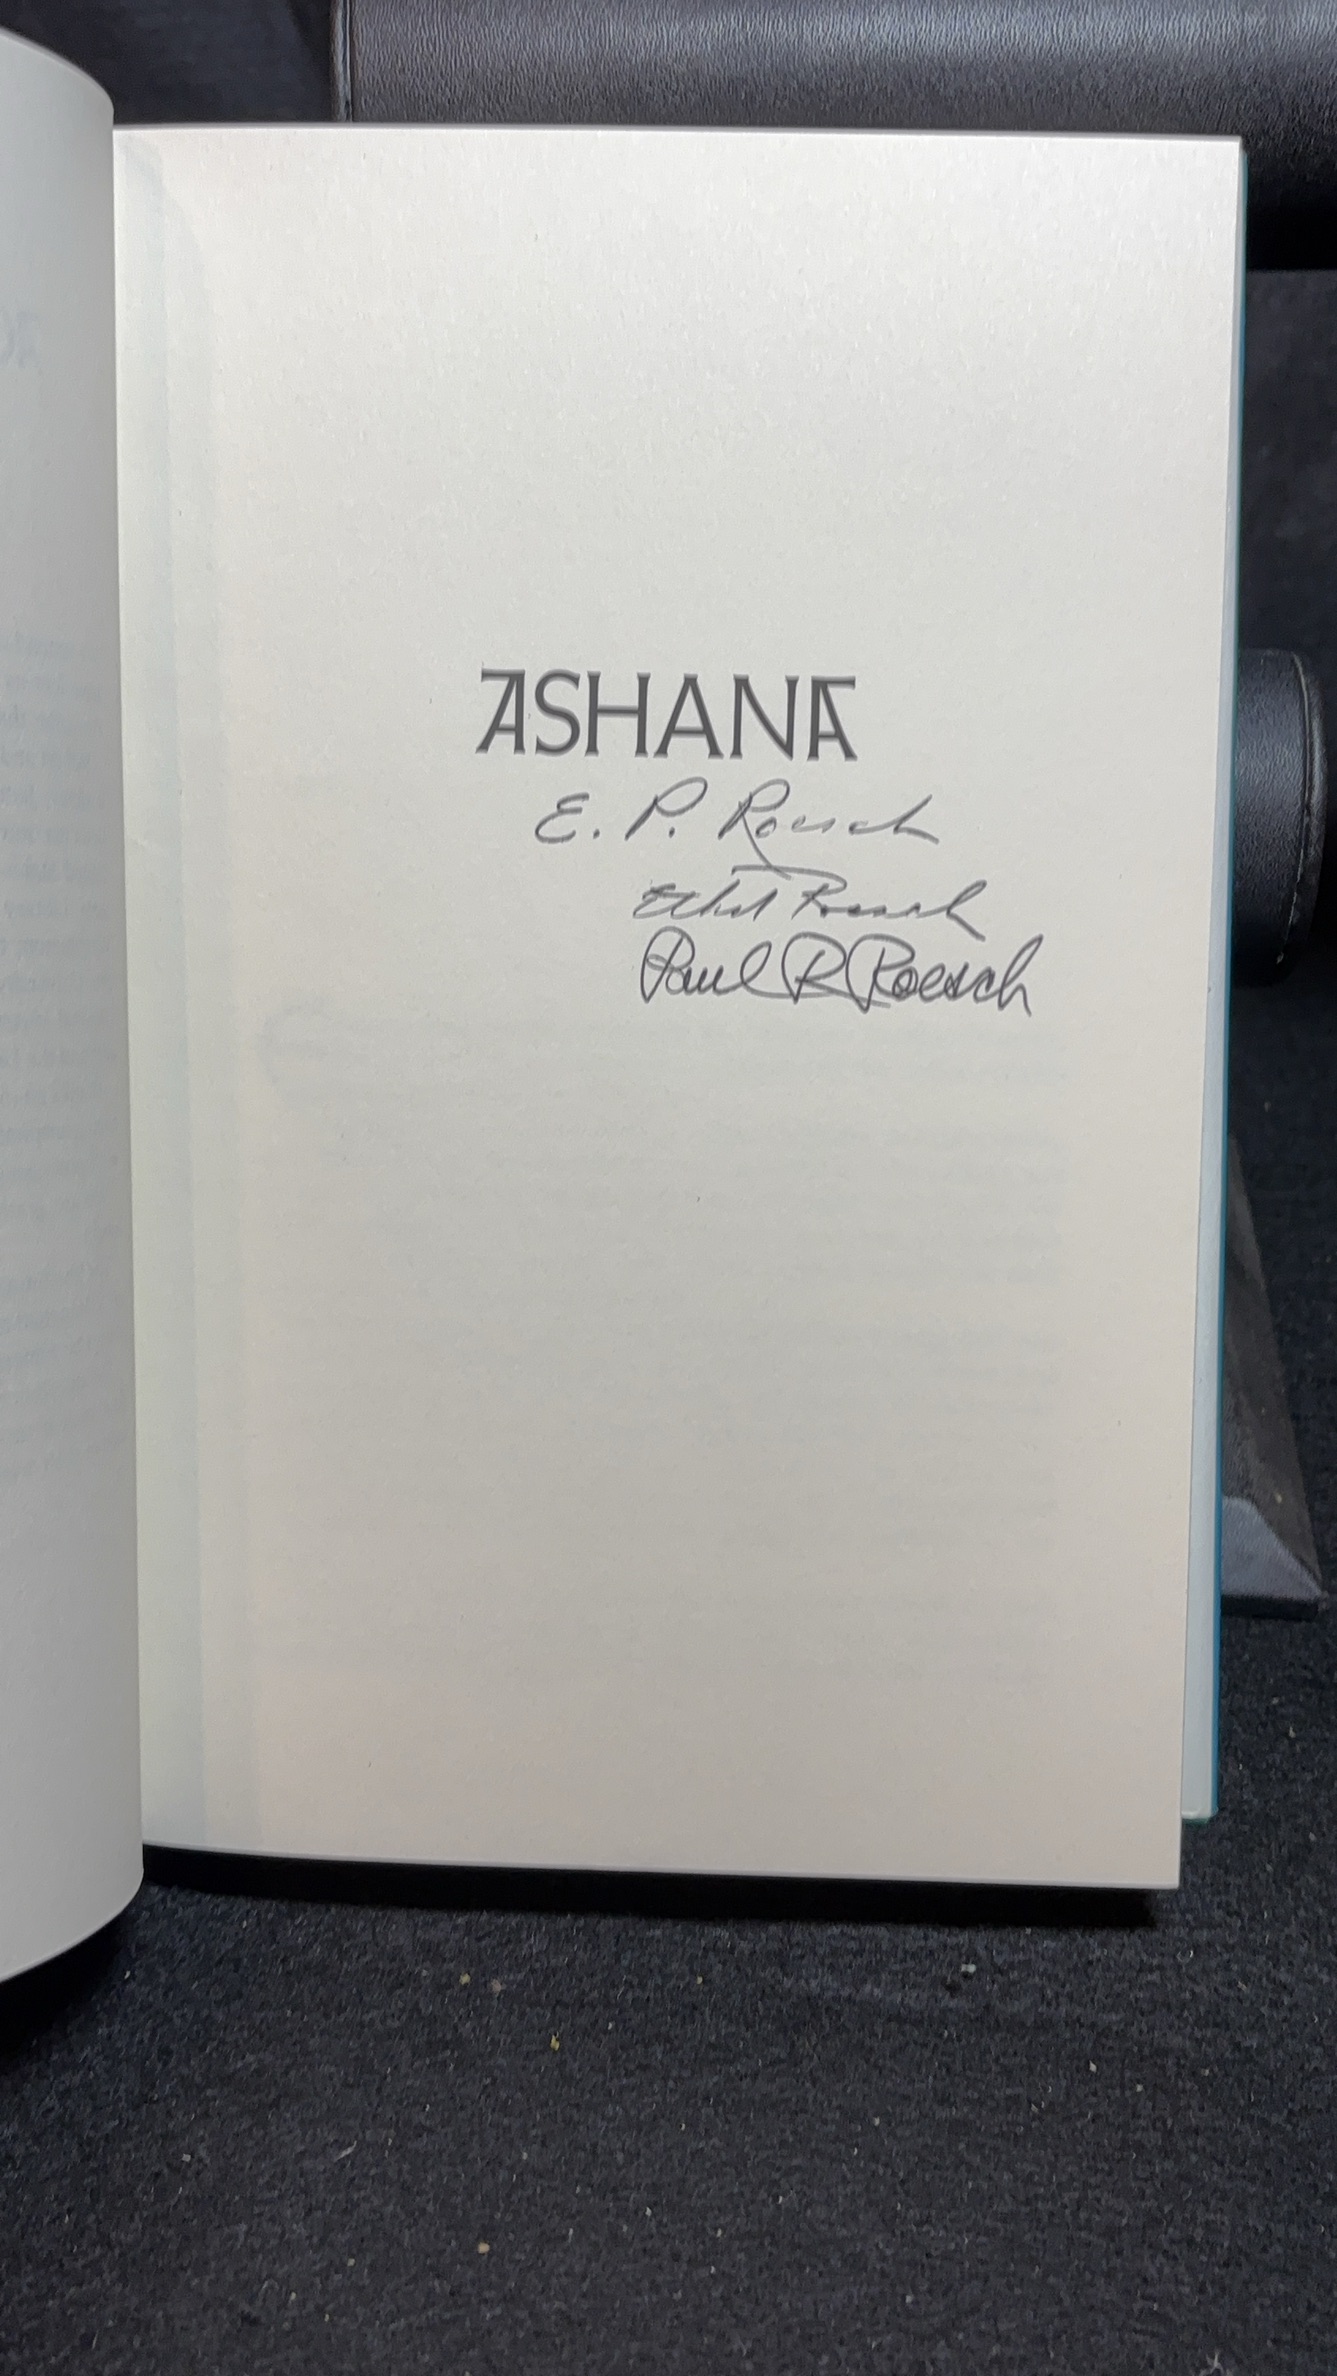 ASHANA
E. P. Roesch
Ethel Roesch
Paul R Roesch